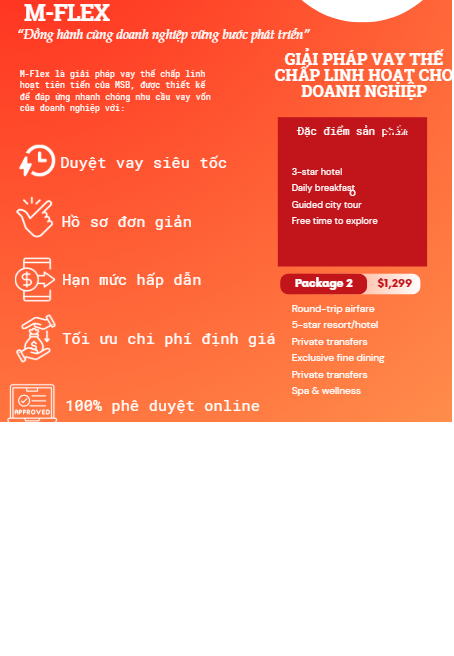 M-FLEX
“Đồng hành cùng doanh nghiệp vững bước phát triển”
M-Flex là giải pháp vay thế chấp linh
hoạt tiên tiến của MSB, được thiết kế
để đáp ứng nhanh chóng nhu cầu vay vốn
của doanh nghiệp với:
Duyệt vay siêu tốc
Hồ sơ đơn giản
Hạn mức hấp dẫn
Tối ưu chi phí định giá
APPROVED
100% phê duyệt online
GIẢI PHÁP VAY THẾ
CHẤP LINH HOẠT CHO
DOANH NGHIỆP
Đặc điểm sản phẩm
3-star hotel
Daily breakfast
Guided city tour
Free time to explore
Package 2 $1,299
Round-trip airfare
5-star resort/hotel
Private transfers
Exclusive fine dining
Private transfers
Spa & wellness